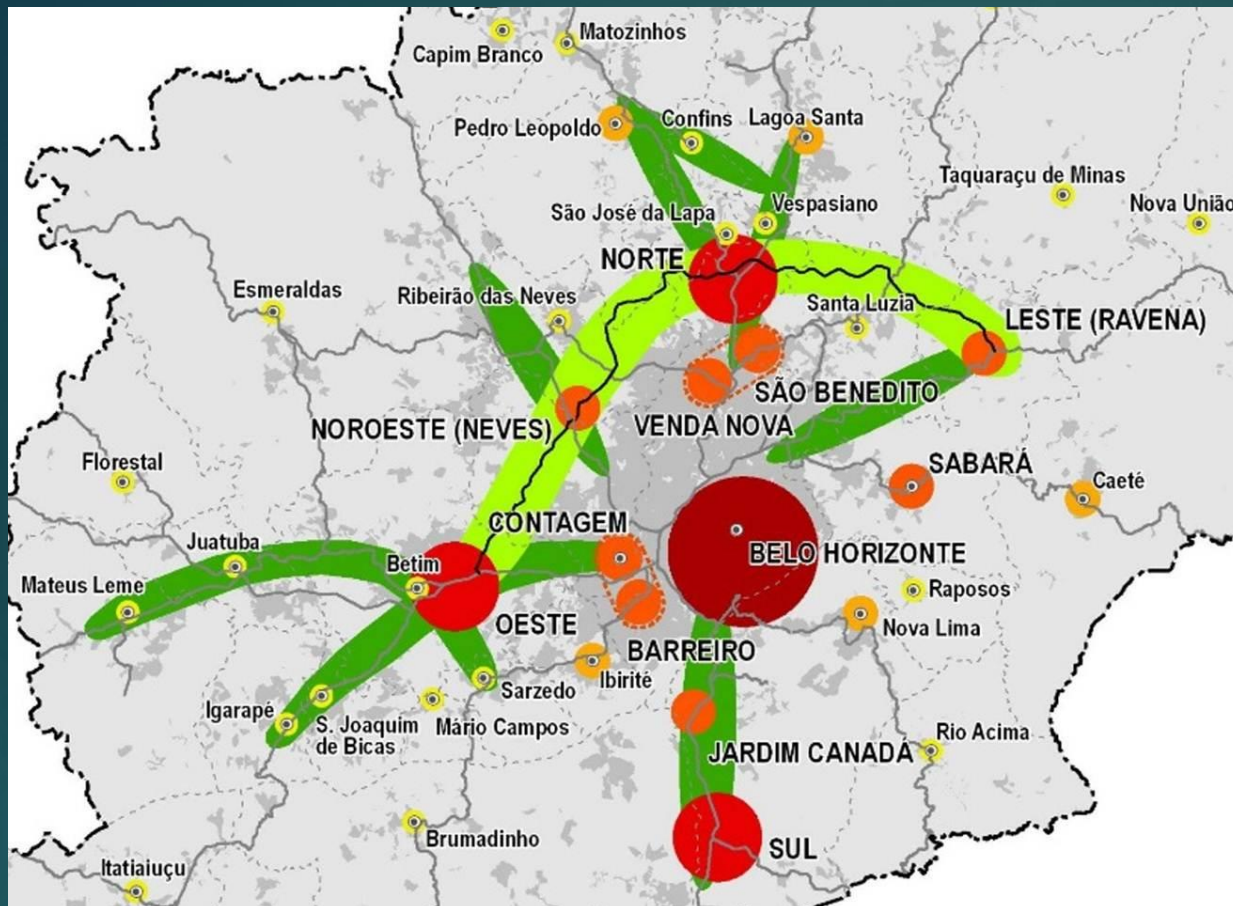 Matozinhos
Capim Branco
Pedro Leopoldo
Confins
Lagoa Santa
Taquaraçu de Minas
Nova União
São José da Lapa
Vespasiano
NORTE
Esmeraldas
Ribeirão das Neves
Santa Luzia
LESTE (RAVENA)
SÃO BENEDITO
NOROESTE (NEVES)
VENDA NOVA
Florestal
SABARÁ
Caeté
CONTAGEM
Juatuba
BELO HORIZONTE
Mateus Leme
Betim
Raposos
OESTE
Nova Lima
BARREIRO
Ibirité
Sarzedo
Igarapé
S. Joaquim
de Bicas
Mário Campos
Rio Acima
JARDIM CANADÁ
Brumadinho
SUL
Itatiaiuçu